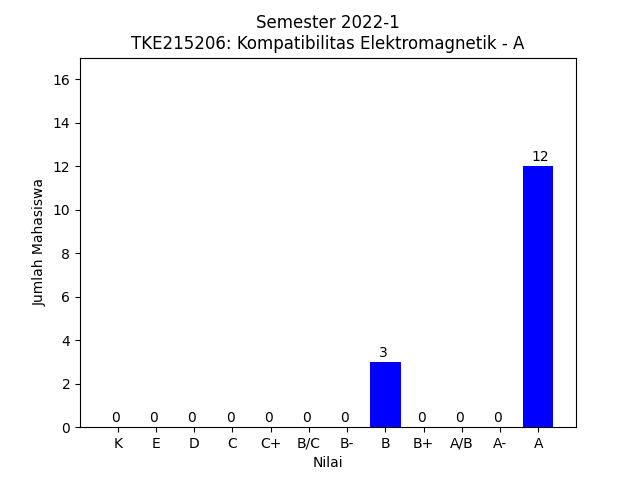 Semester 2022-1
TKE215206: Kompatibilitas Elektromagnetik - A
Jumlah Mahasiswa
16
14
12
10
8
6
4
2
0
0 0 0 0 0 0 0 3 0 0 0 12
K E D C C+ B/C B- B B+ A/B A- A
Nilai